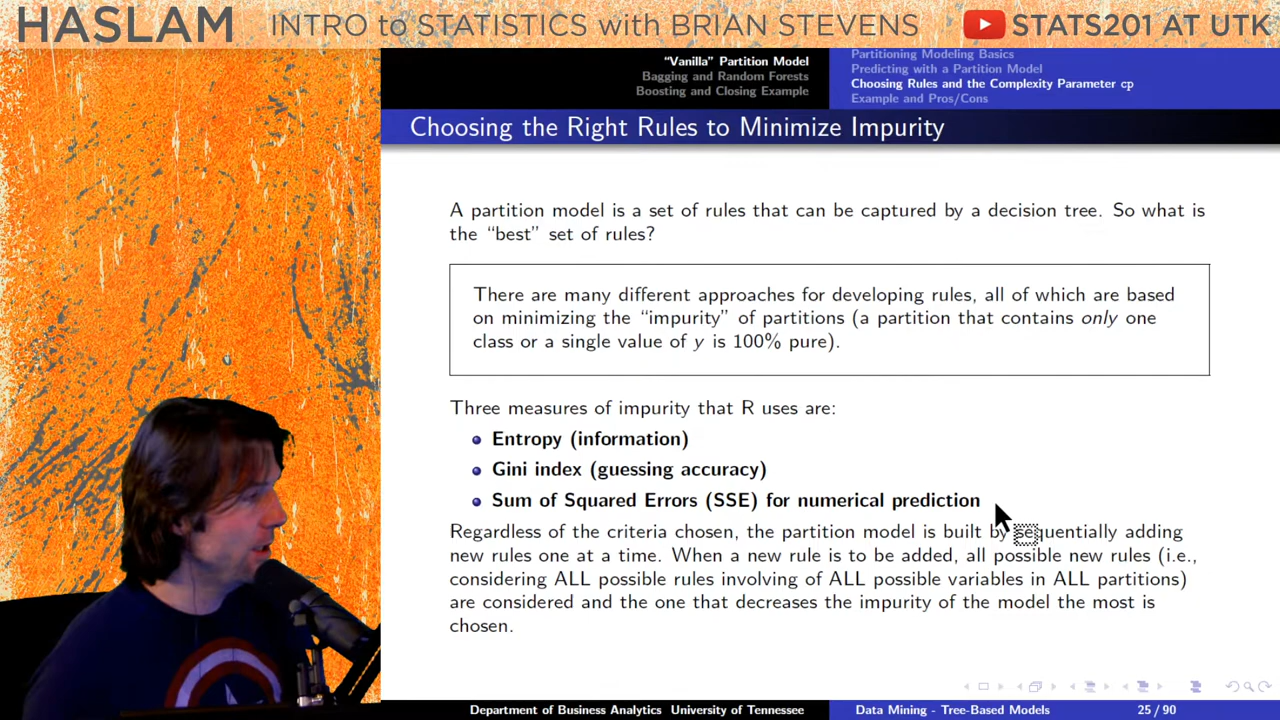 HASLAM INTRO to STATISTICS with BRIAN STEVENS STATS201 AT UTK
"Vanilla" Partition Model
Bagging and Random Forests
Boosting and Closing Example
Partitioning Modeling Basics
Predicting with a Partition Model
Choosing Rules and the Complexity Parameter cp
Example and Pros/Cons
Choosing the Right Rules to Minimize Impurity
A partition model is a set of rules that can be captured by a decision tree. So what is
the "best" set of rules?
There are many different approaches for developing rules, all of which are based
on minimizing the "impurity" of partitions (a partition that contains only one
class or a single value of y is 100% pure).
Three measures of impurity that R uses are:
Entropy (information)
Gini index (guessing accuracy)
Sum of Squared Errors (SSE) for numerical prediction
Regardless of the criteria chosen, the partition model is built by sequentially adding
new rules one at a time. When a new rule is to be added, all possible new rules (i.e.,
considering ALL possible rules involving of ALL possible variables in ALL partitions)
are considered and the one that decreases the impurity of the model the most is
chosen.
Department of Business Analytics University of Tennessee Data Mining - Tree-Based Models 25 / 90